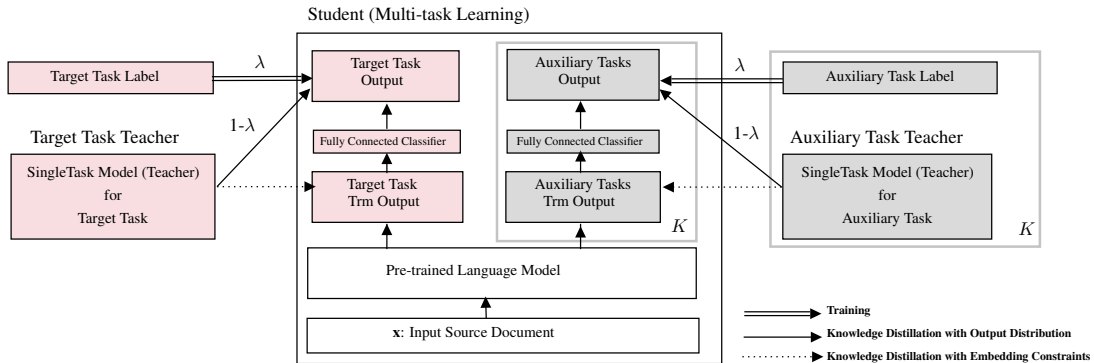 Student (Multi-task Learning)
Target Task Label
λ
Target Task
Output
Auxiliary Tasks
Output
λ
Auxiliary Task Label
1-λ
1-λ
Target Task Teacher
Fully Connected Classifier
Fully Connected Classifier
Auxiliary Task Teacher
SingleTask Model (Teacher)
for
Target Task
Target Task
Trm Output
Auxiliary Tasks
Trm Output
K
SingleTask Model (Teacher)
for
Auxiliary Task
K
Pre-trained Language Model
x: Input Source Document
Training
Knowledge Distillation with Output Distribution
Knowledge Distillation with Embedding Constraints